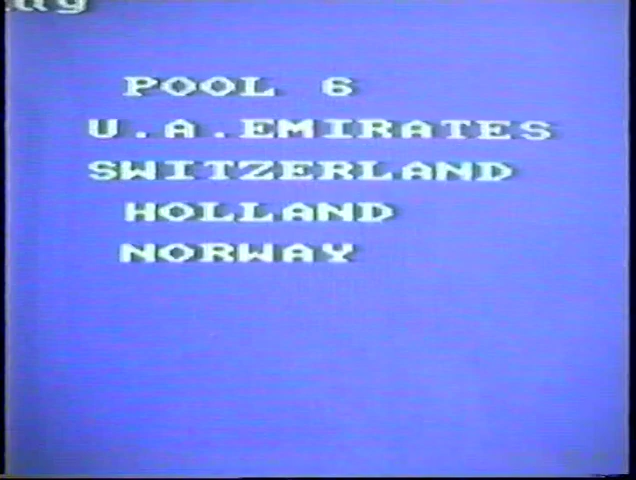 POOL 6
U.A.EMIRATES
SWITZERLAND
HOLLAND
NORWAY